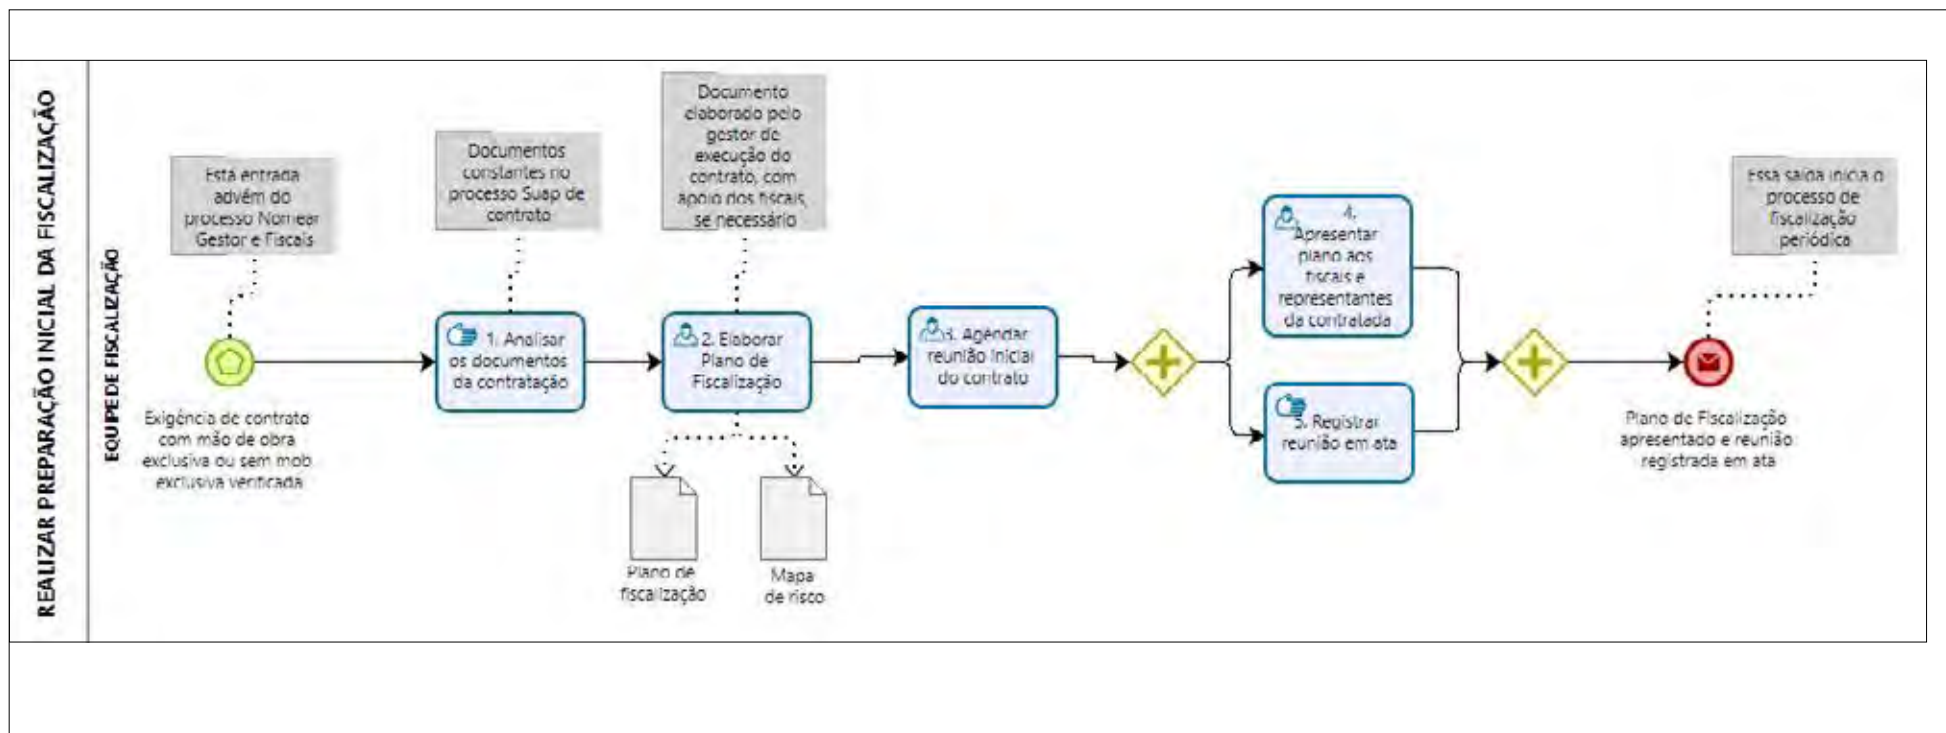 REALIZAR PREPARAÇÃO INICIAL DA FISCALIZAÇÃO
EQUIPE DE FISCALIZAÇÃO
Está entrada
advém do
processo Nomear
Gestor e Fiscais
Exigência de contrato
com mão de obra
exclusiva ou sem mob
exclusiva verificada
Documentos
constantes no
processo Suap de
contrato
1. Analisar
os documentos
da contratação
Documento
elaborado pelo
gestor de
execução do
contrato, com
apoio dos fiscais,
se necessário
2. Elaborar
Plano de
Fiscalização
Plano de
fiscalização
Mapa
de risco
3. Agendar
reunião inicial
do contrato
4.
Apresentar
plano aos
fiscais e
representantes
da contratada
5. Registrar
reunião em ata
Essa saída inicia o
processo de
fiscalização
periódica
Plano de Fiscalização
apresentado e reunião
registrada em ata